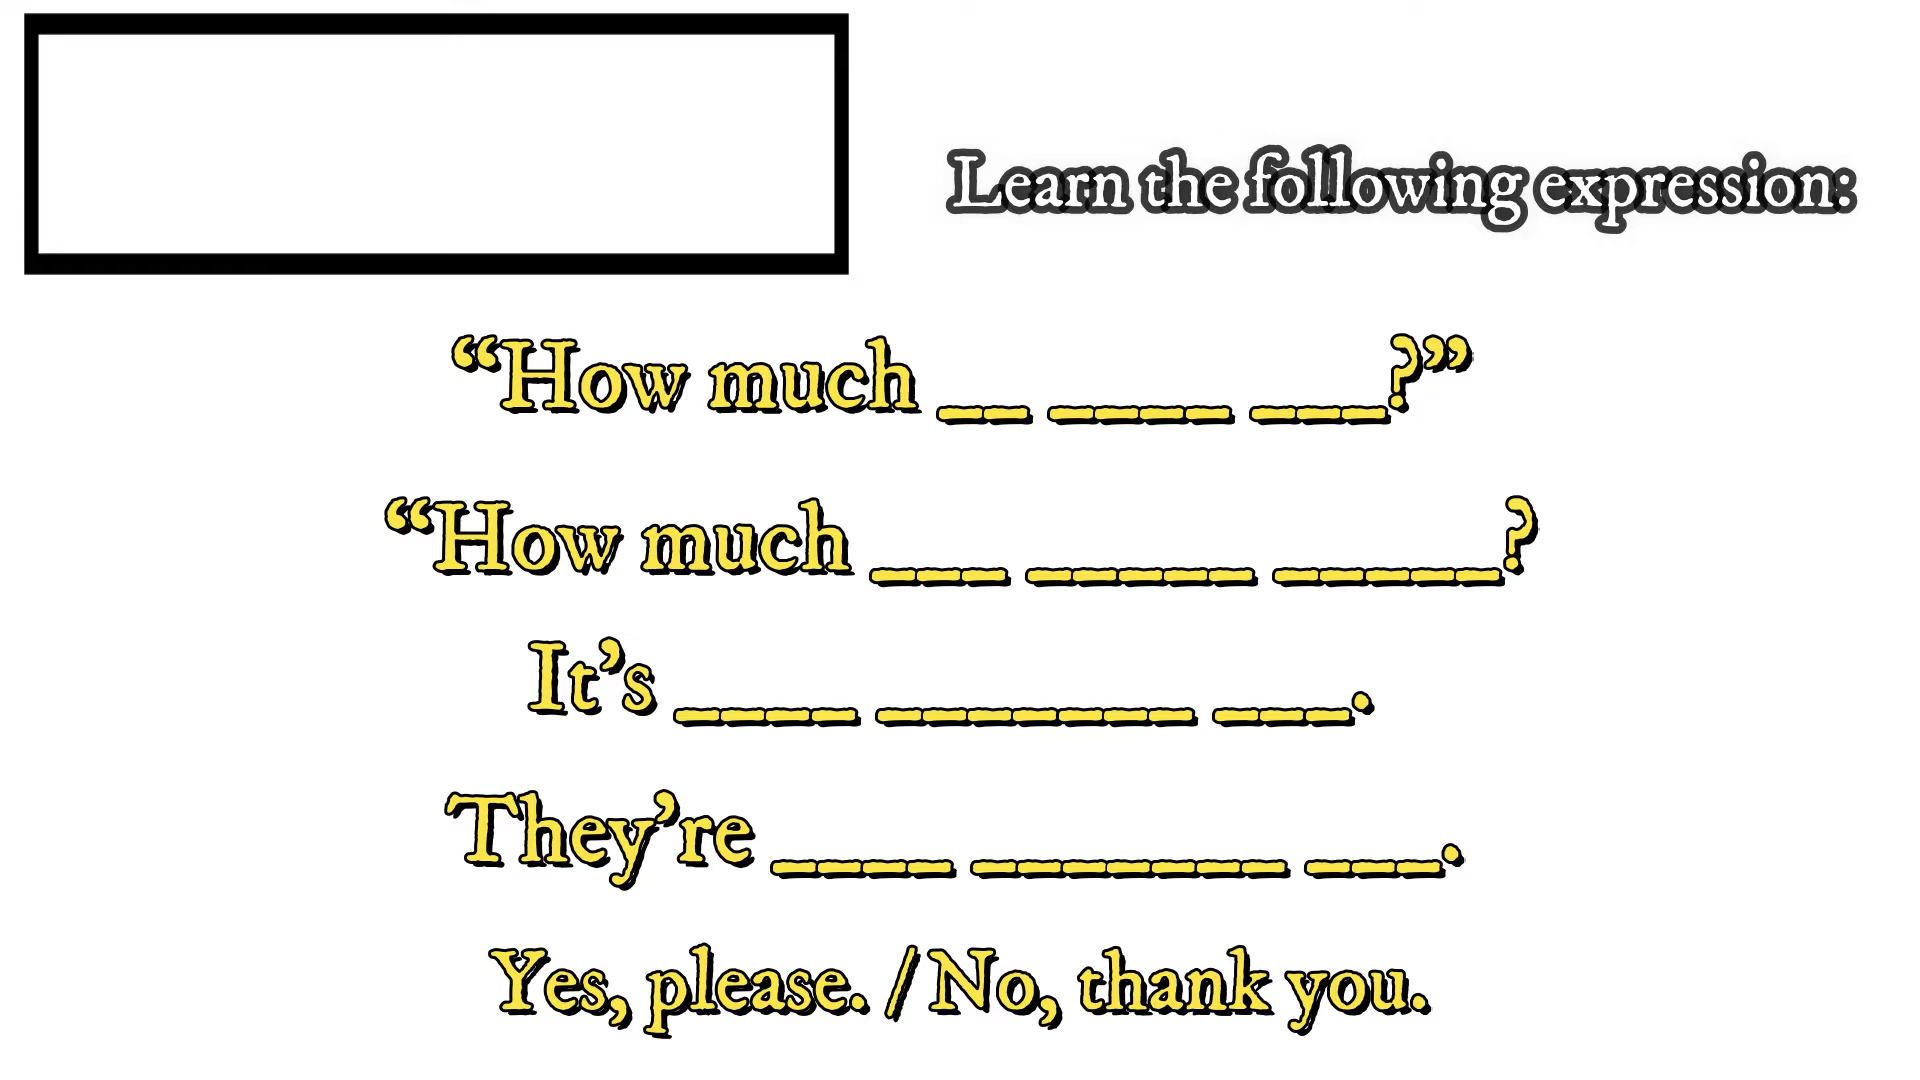 Learn the following expression:
“How much __ ____ ___?”
“How much ___ _____ _____?
It’s ____ _______ ___.
They’re ____ _______ ___.
Yes, please. / No, thank you.